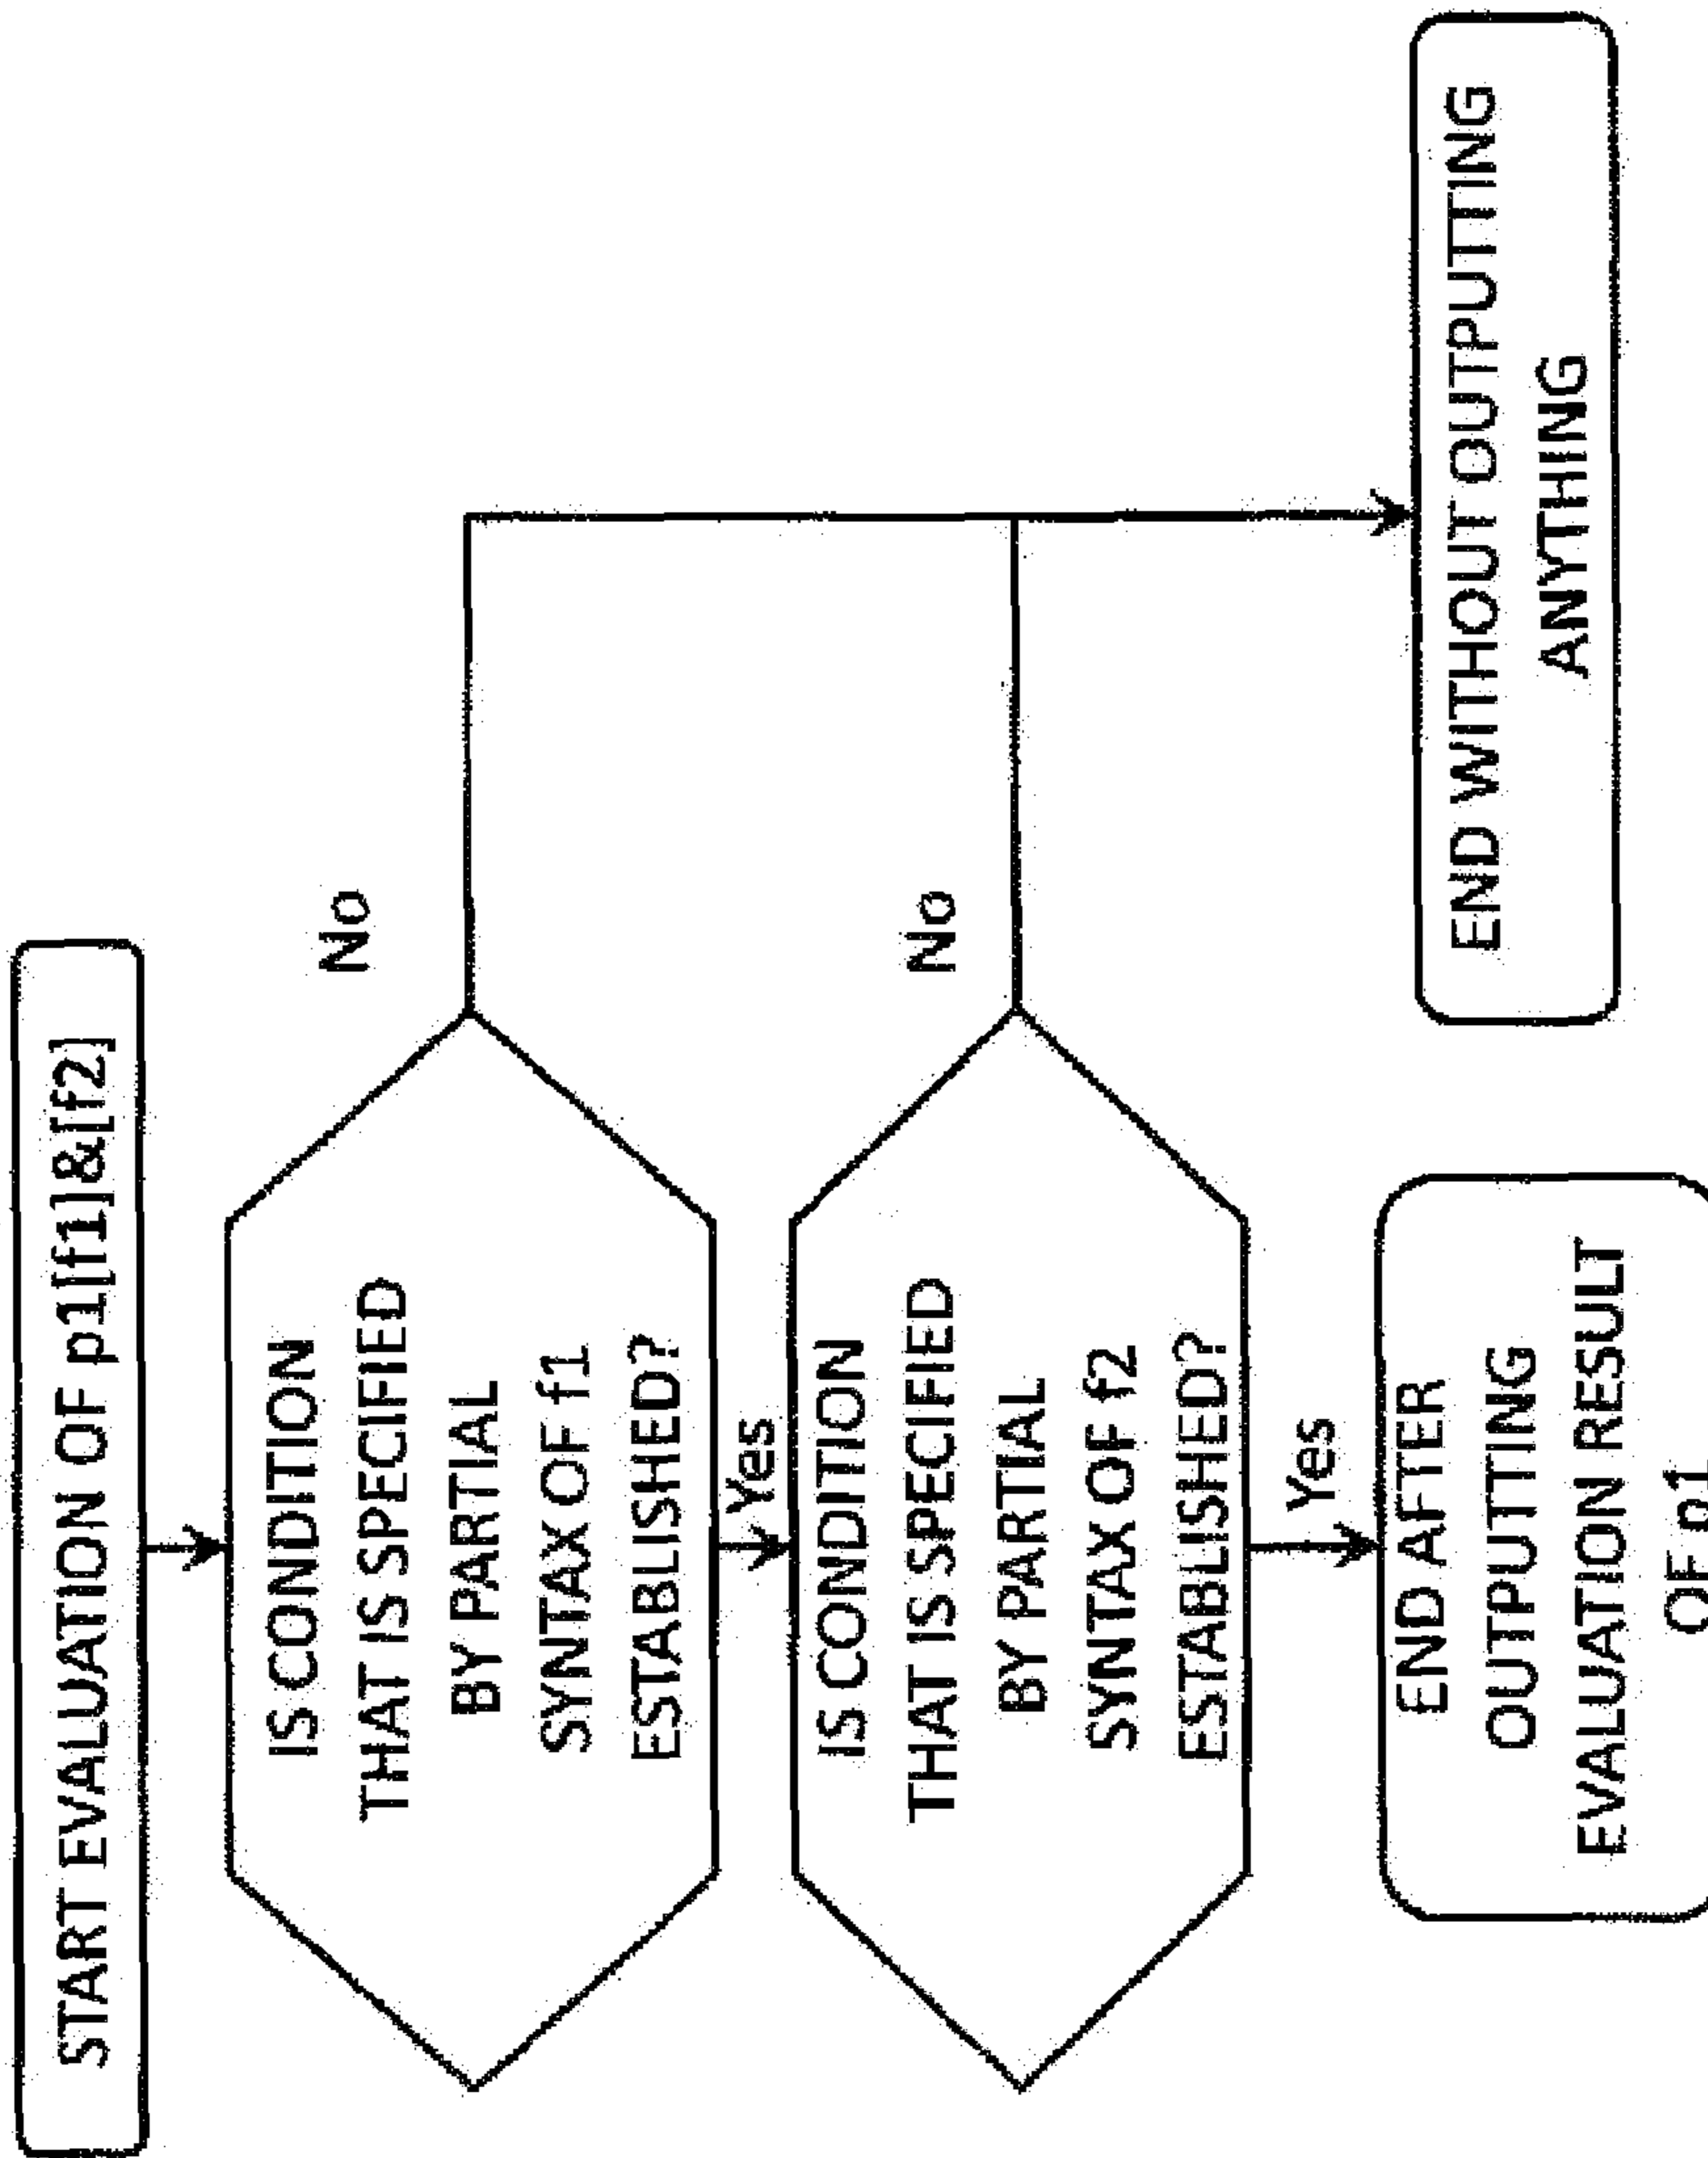 START EVALUATION OF p1[f1]&[f2]
IS CONDITION
THAT IS SPECIFIED
BY PARTIAL
SYNTAX OF f1
ESTABLISHED?
No
Yes
IS CONDITION
THAT IS SPECIFIED
BY PARTIAL
SYNTAX OF f2
ESTABLISHED?
No
Yes
END AFTER
OUTPUTTING
EVALUATION RESULT
OF p1
END WITHOUT OUTPUTTING
ANYTHING